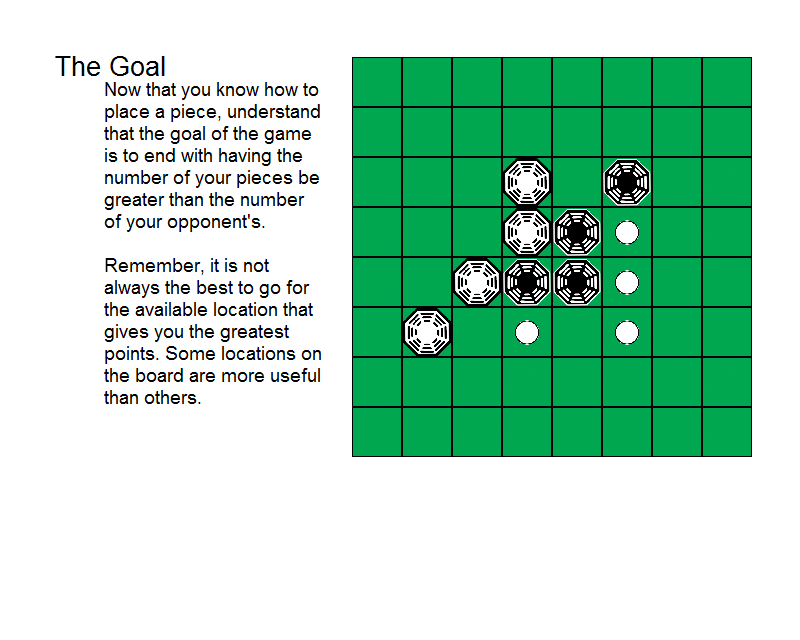 The Goal
Now that you know how to
place a piece, understand
that the goal of the game
is to end with having the
number of your pieces be
greater than the number
of your opponent's.
Remember, it is not
always the best to go for
the available location that
gives you the greatest
points. Some locations on
the board are more useful
than others.